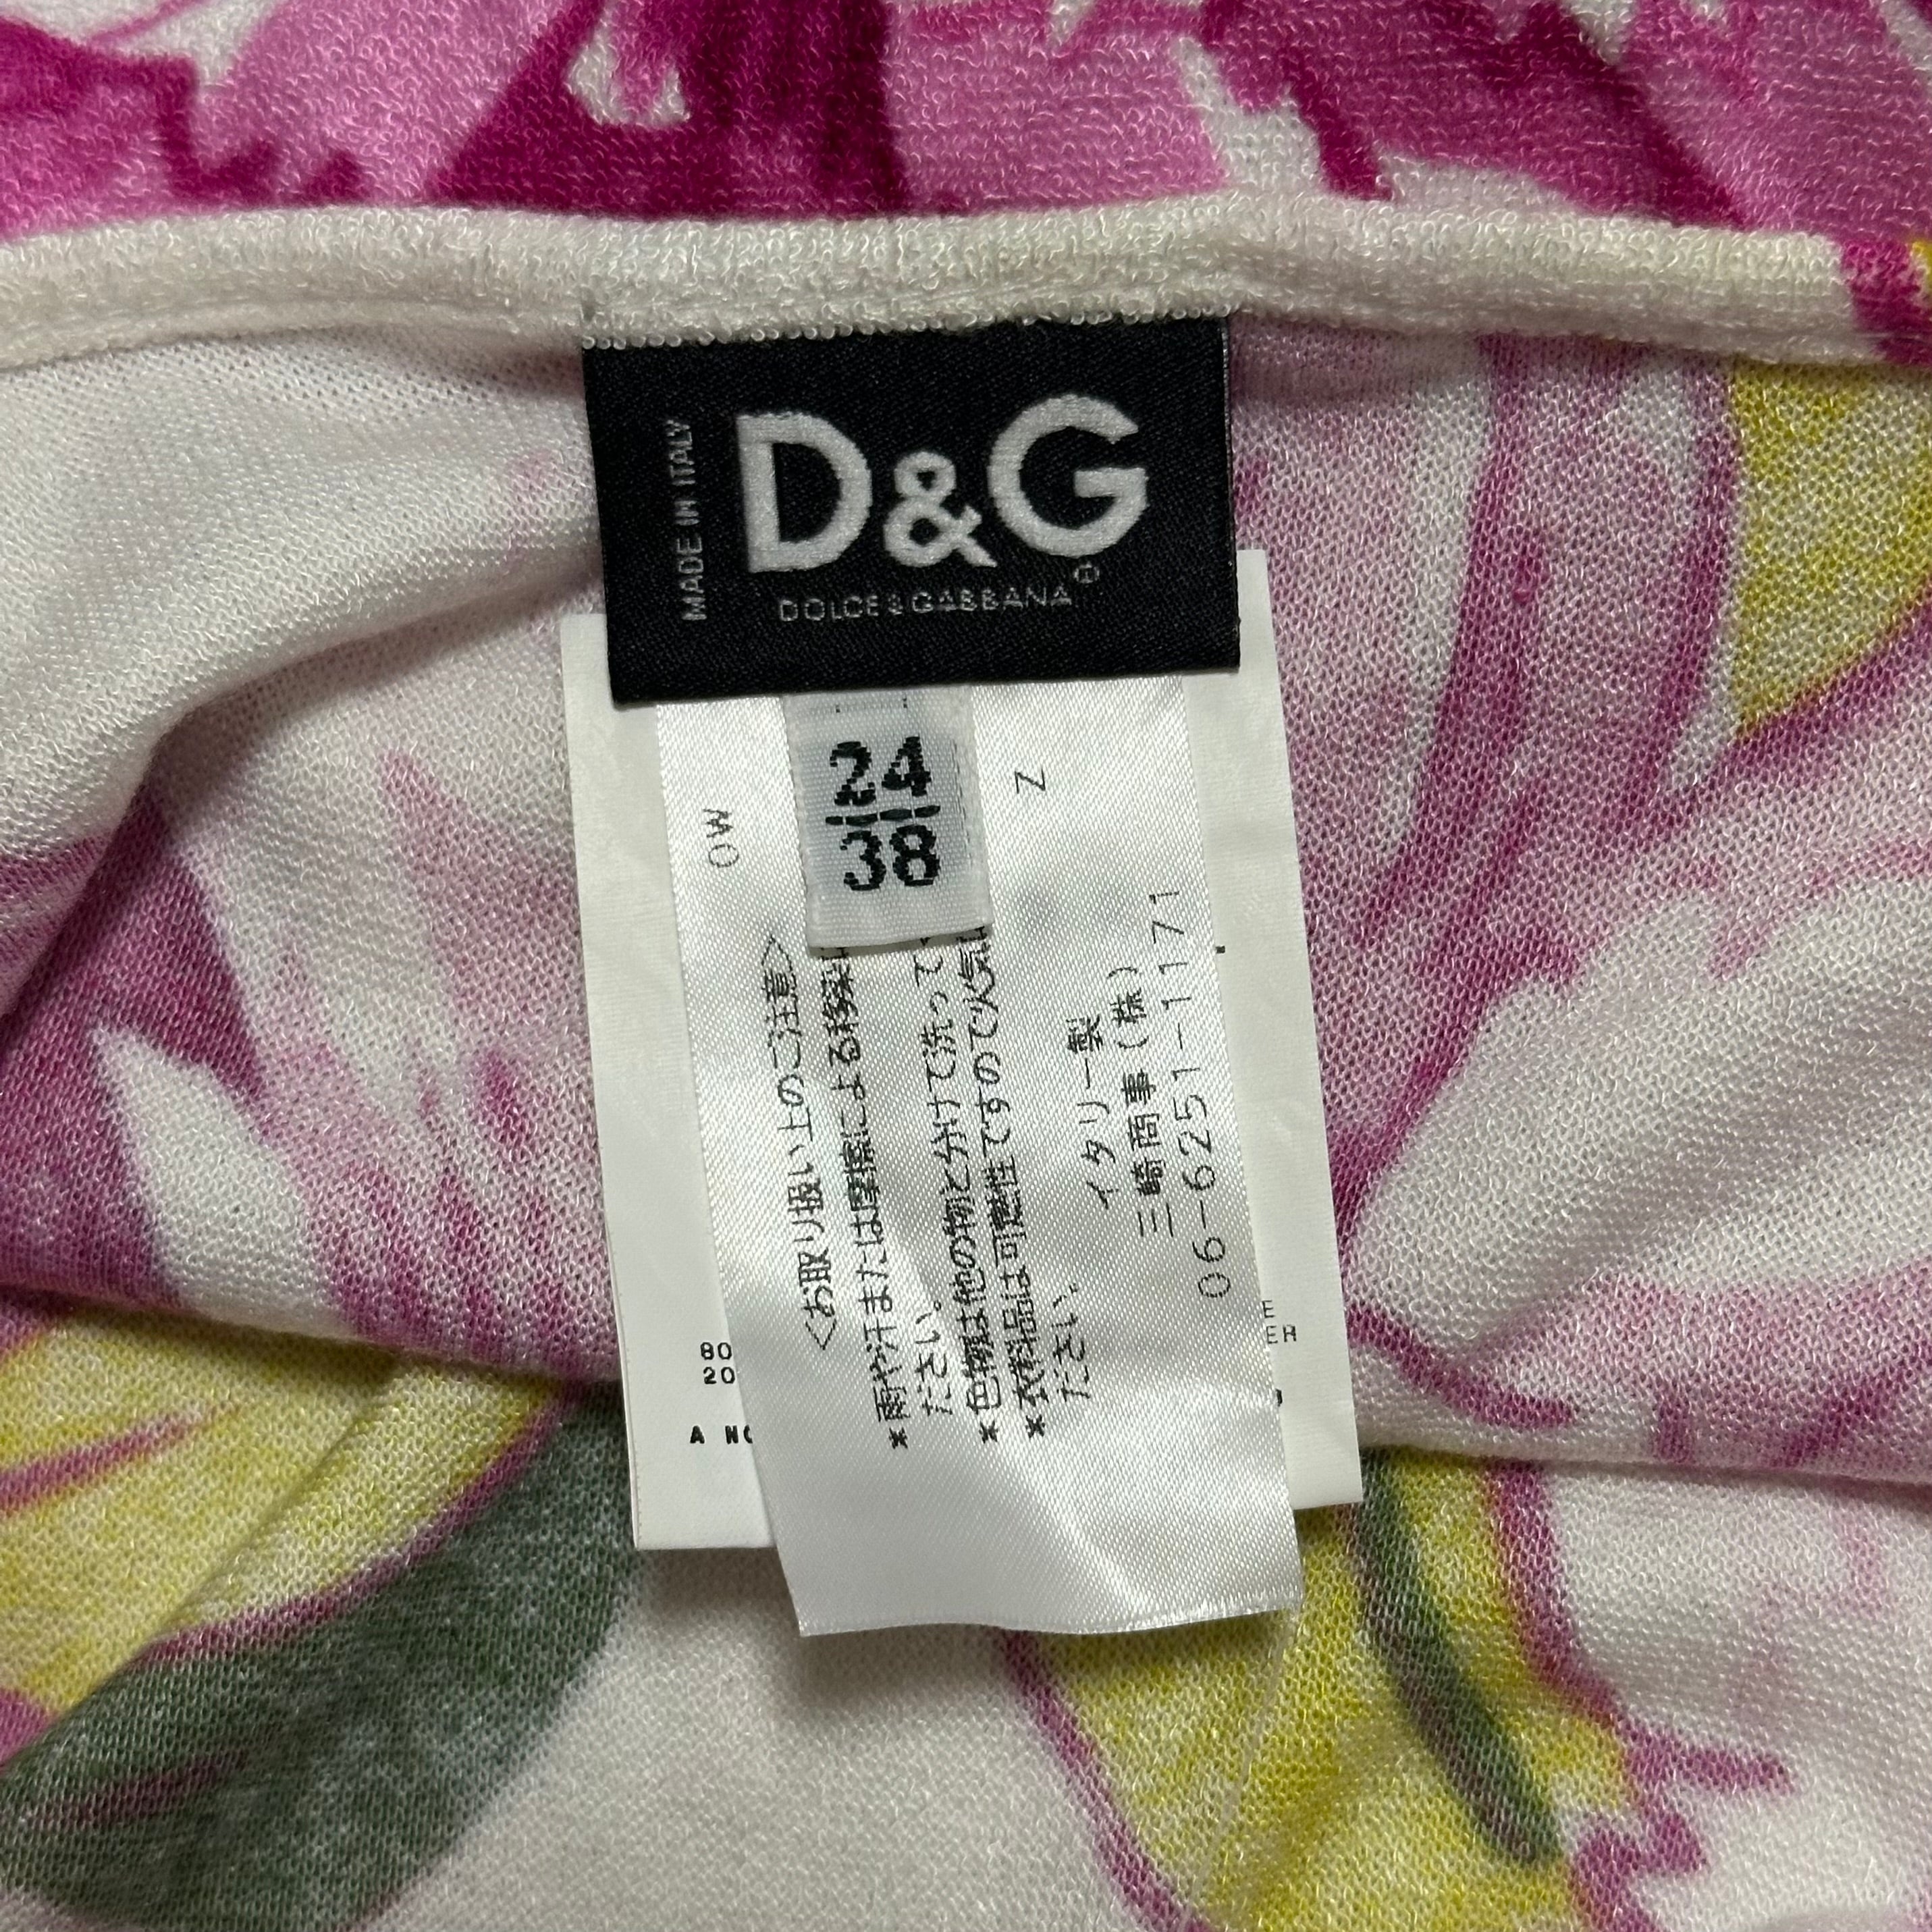 MADE IN ITALY
D&G
DOLCE & GABBANA
24
38
OW
N
<お取り扱い上のご注意>
雨や汗または摩擦による移染
ださい。
*色物は他の物と分けて洗って
*衣料品は可燃性ですので火気
ださい。
イタリー製
三崎商事(株)
06-6251-1171
80
20
A NO
E
ER